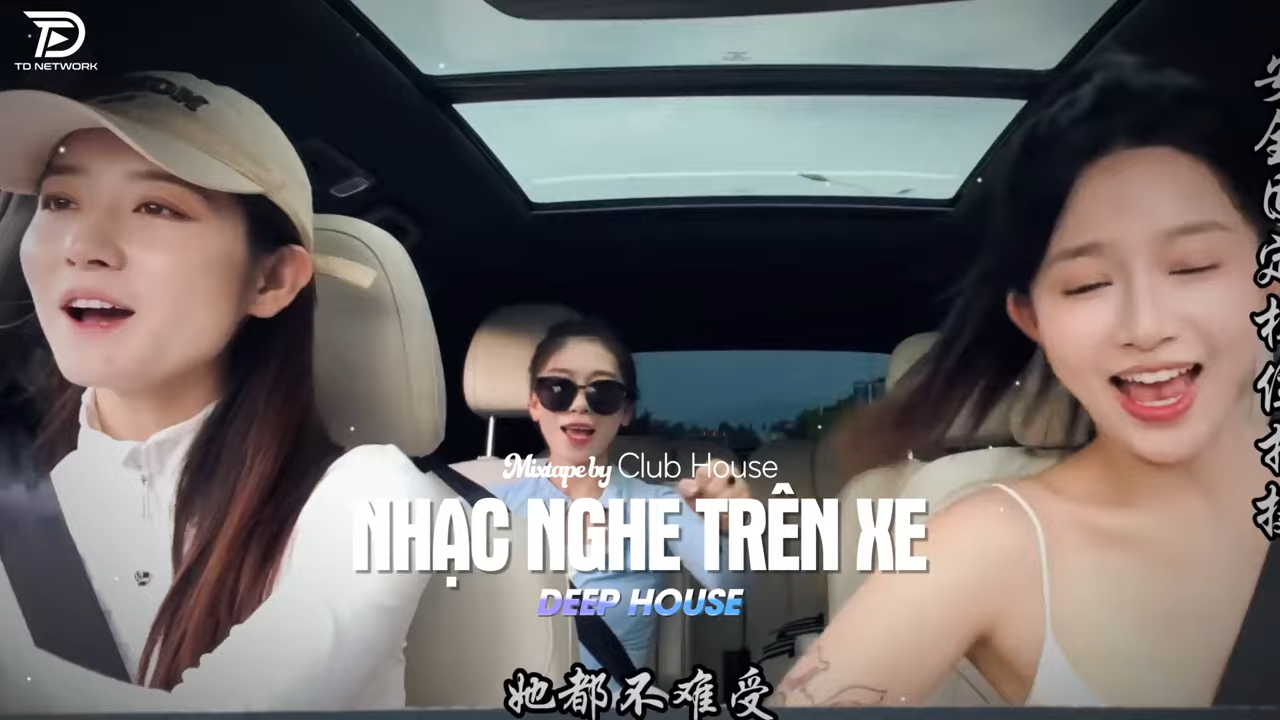 TD NETWORK
Mixtape by Club House
NHẠC NGHE TRÊN XE
DEEP HOUSE
她都不难受